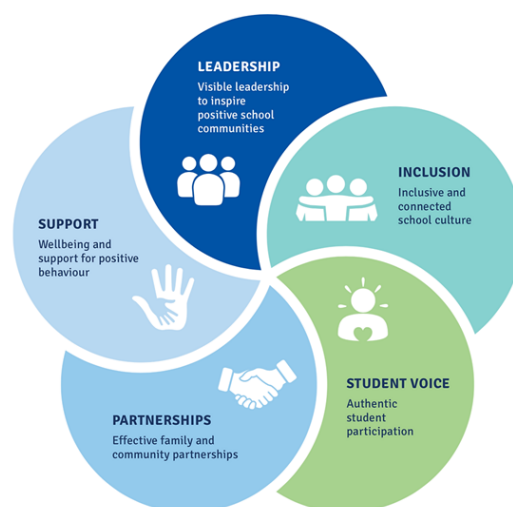 LEADERSHIP
Visible leadership
to inspire
positive school
communities
INCLUSION
Inclusive and
connected
school culture
STUDENT VOICE
Authentic
student
participation
PARTNERSHIPS
Effective family and
community partnerships
SUPPORT
Wellbeing and
support for positive
behaviour